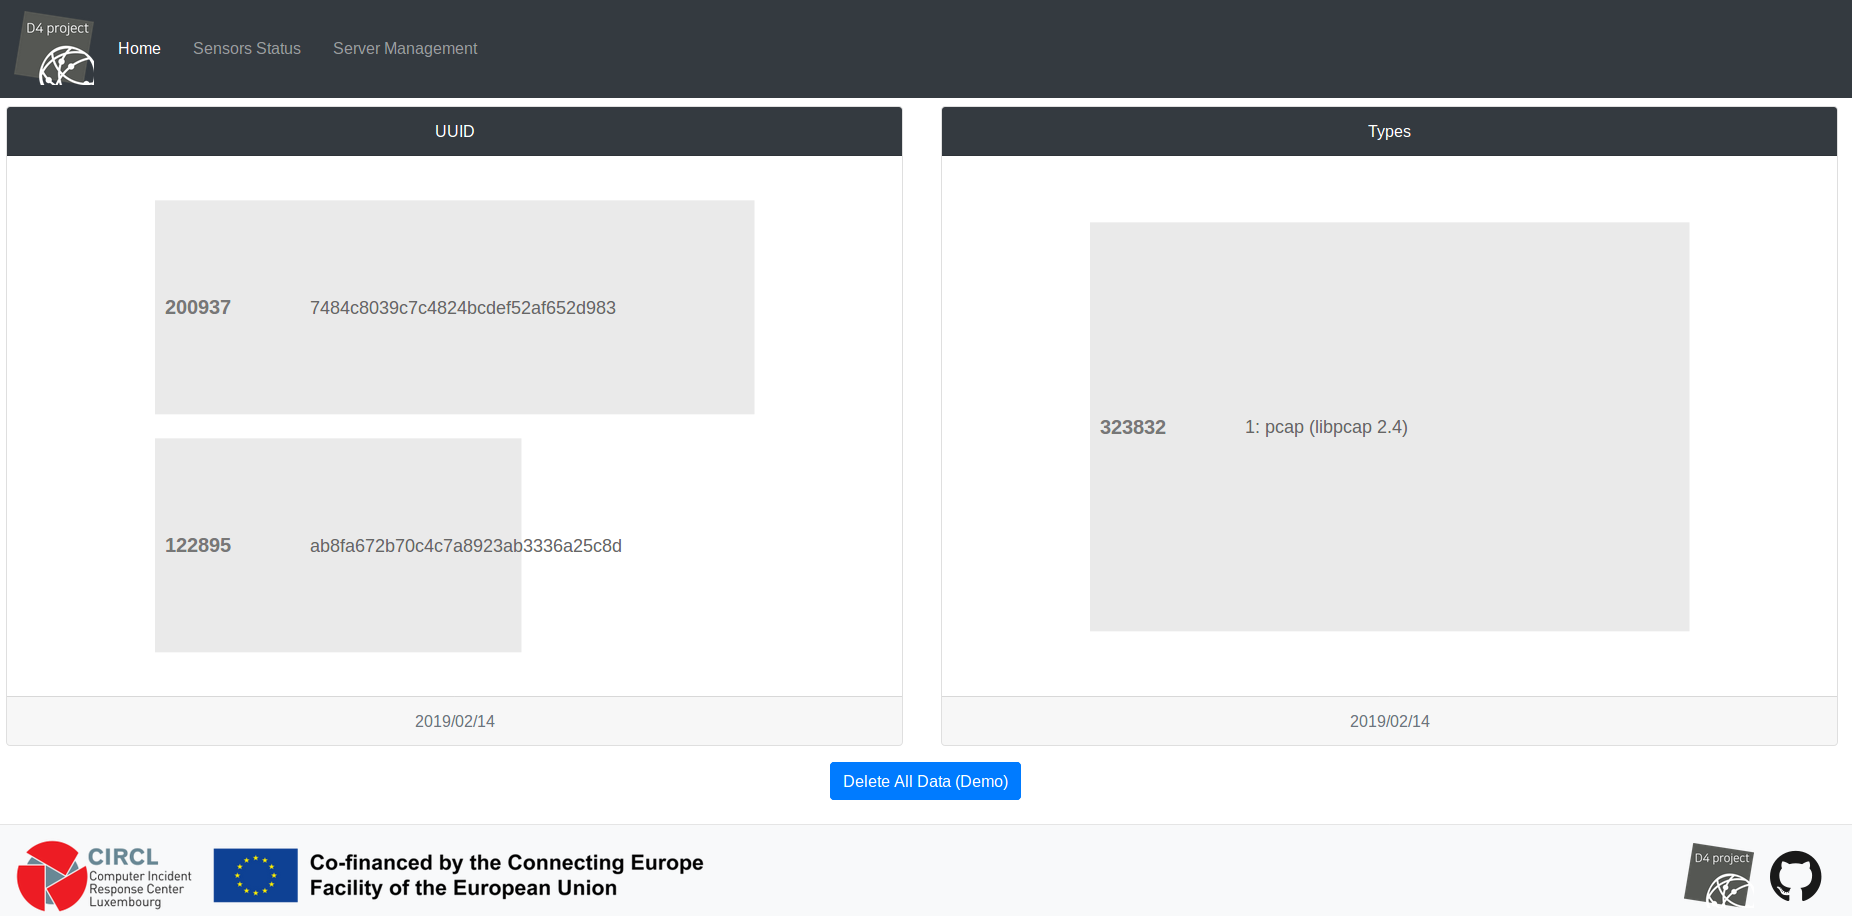 D4 project
Home Sensors Status Server Management
UUID
200937 7484c8039c7c4824bcdef52af652d983
122895 ab8fa672b70c4c7a8923ab3336a25c8d
2019/02/14
Types
323832 1: pcap (libpcap 2.4)
2019/02/14
Delete All Data (Demo)
CIRCL
Computer Incident
Response Center
Luxembourg
Co-financed by the Connecting Europe
Facility of the European Union
D4 project